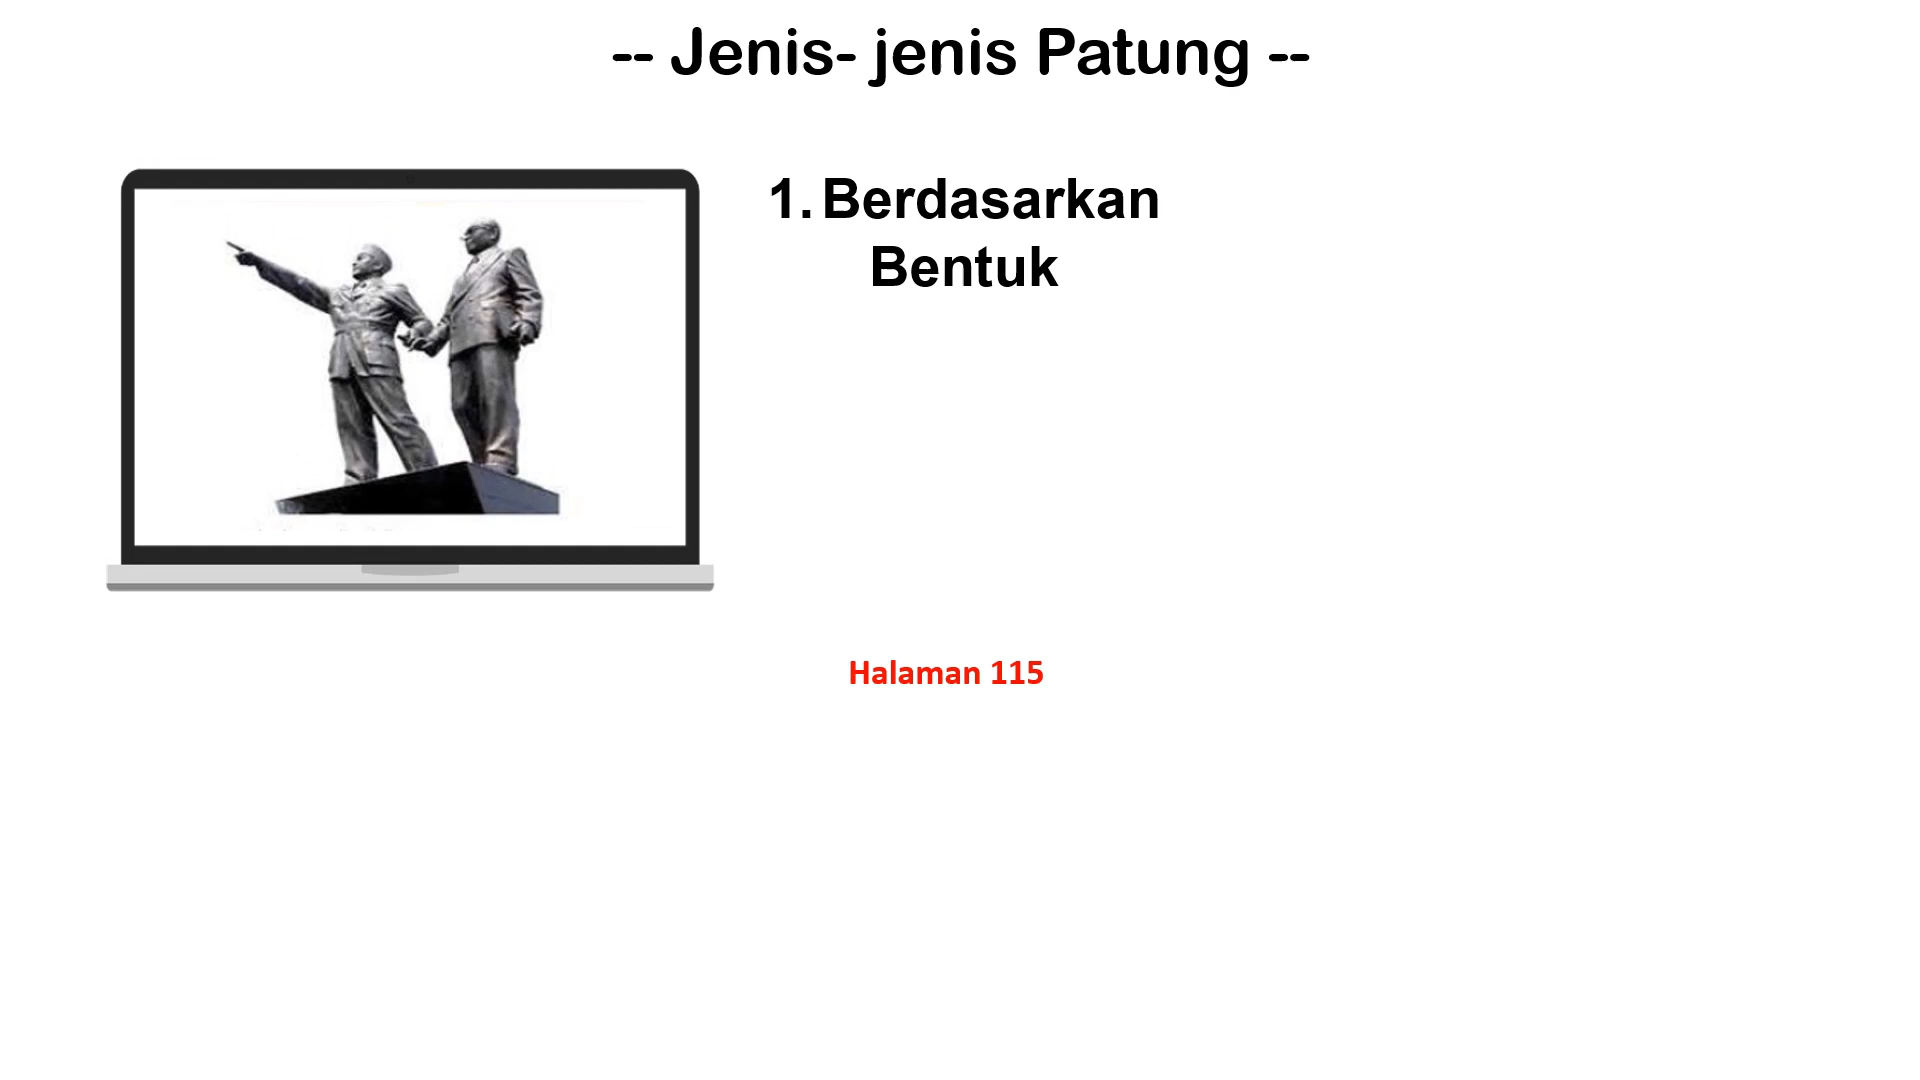 -- Jenis- jenis Patung --
1. Berdasarkan
Bentuk
Halaman 115